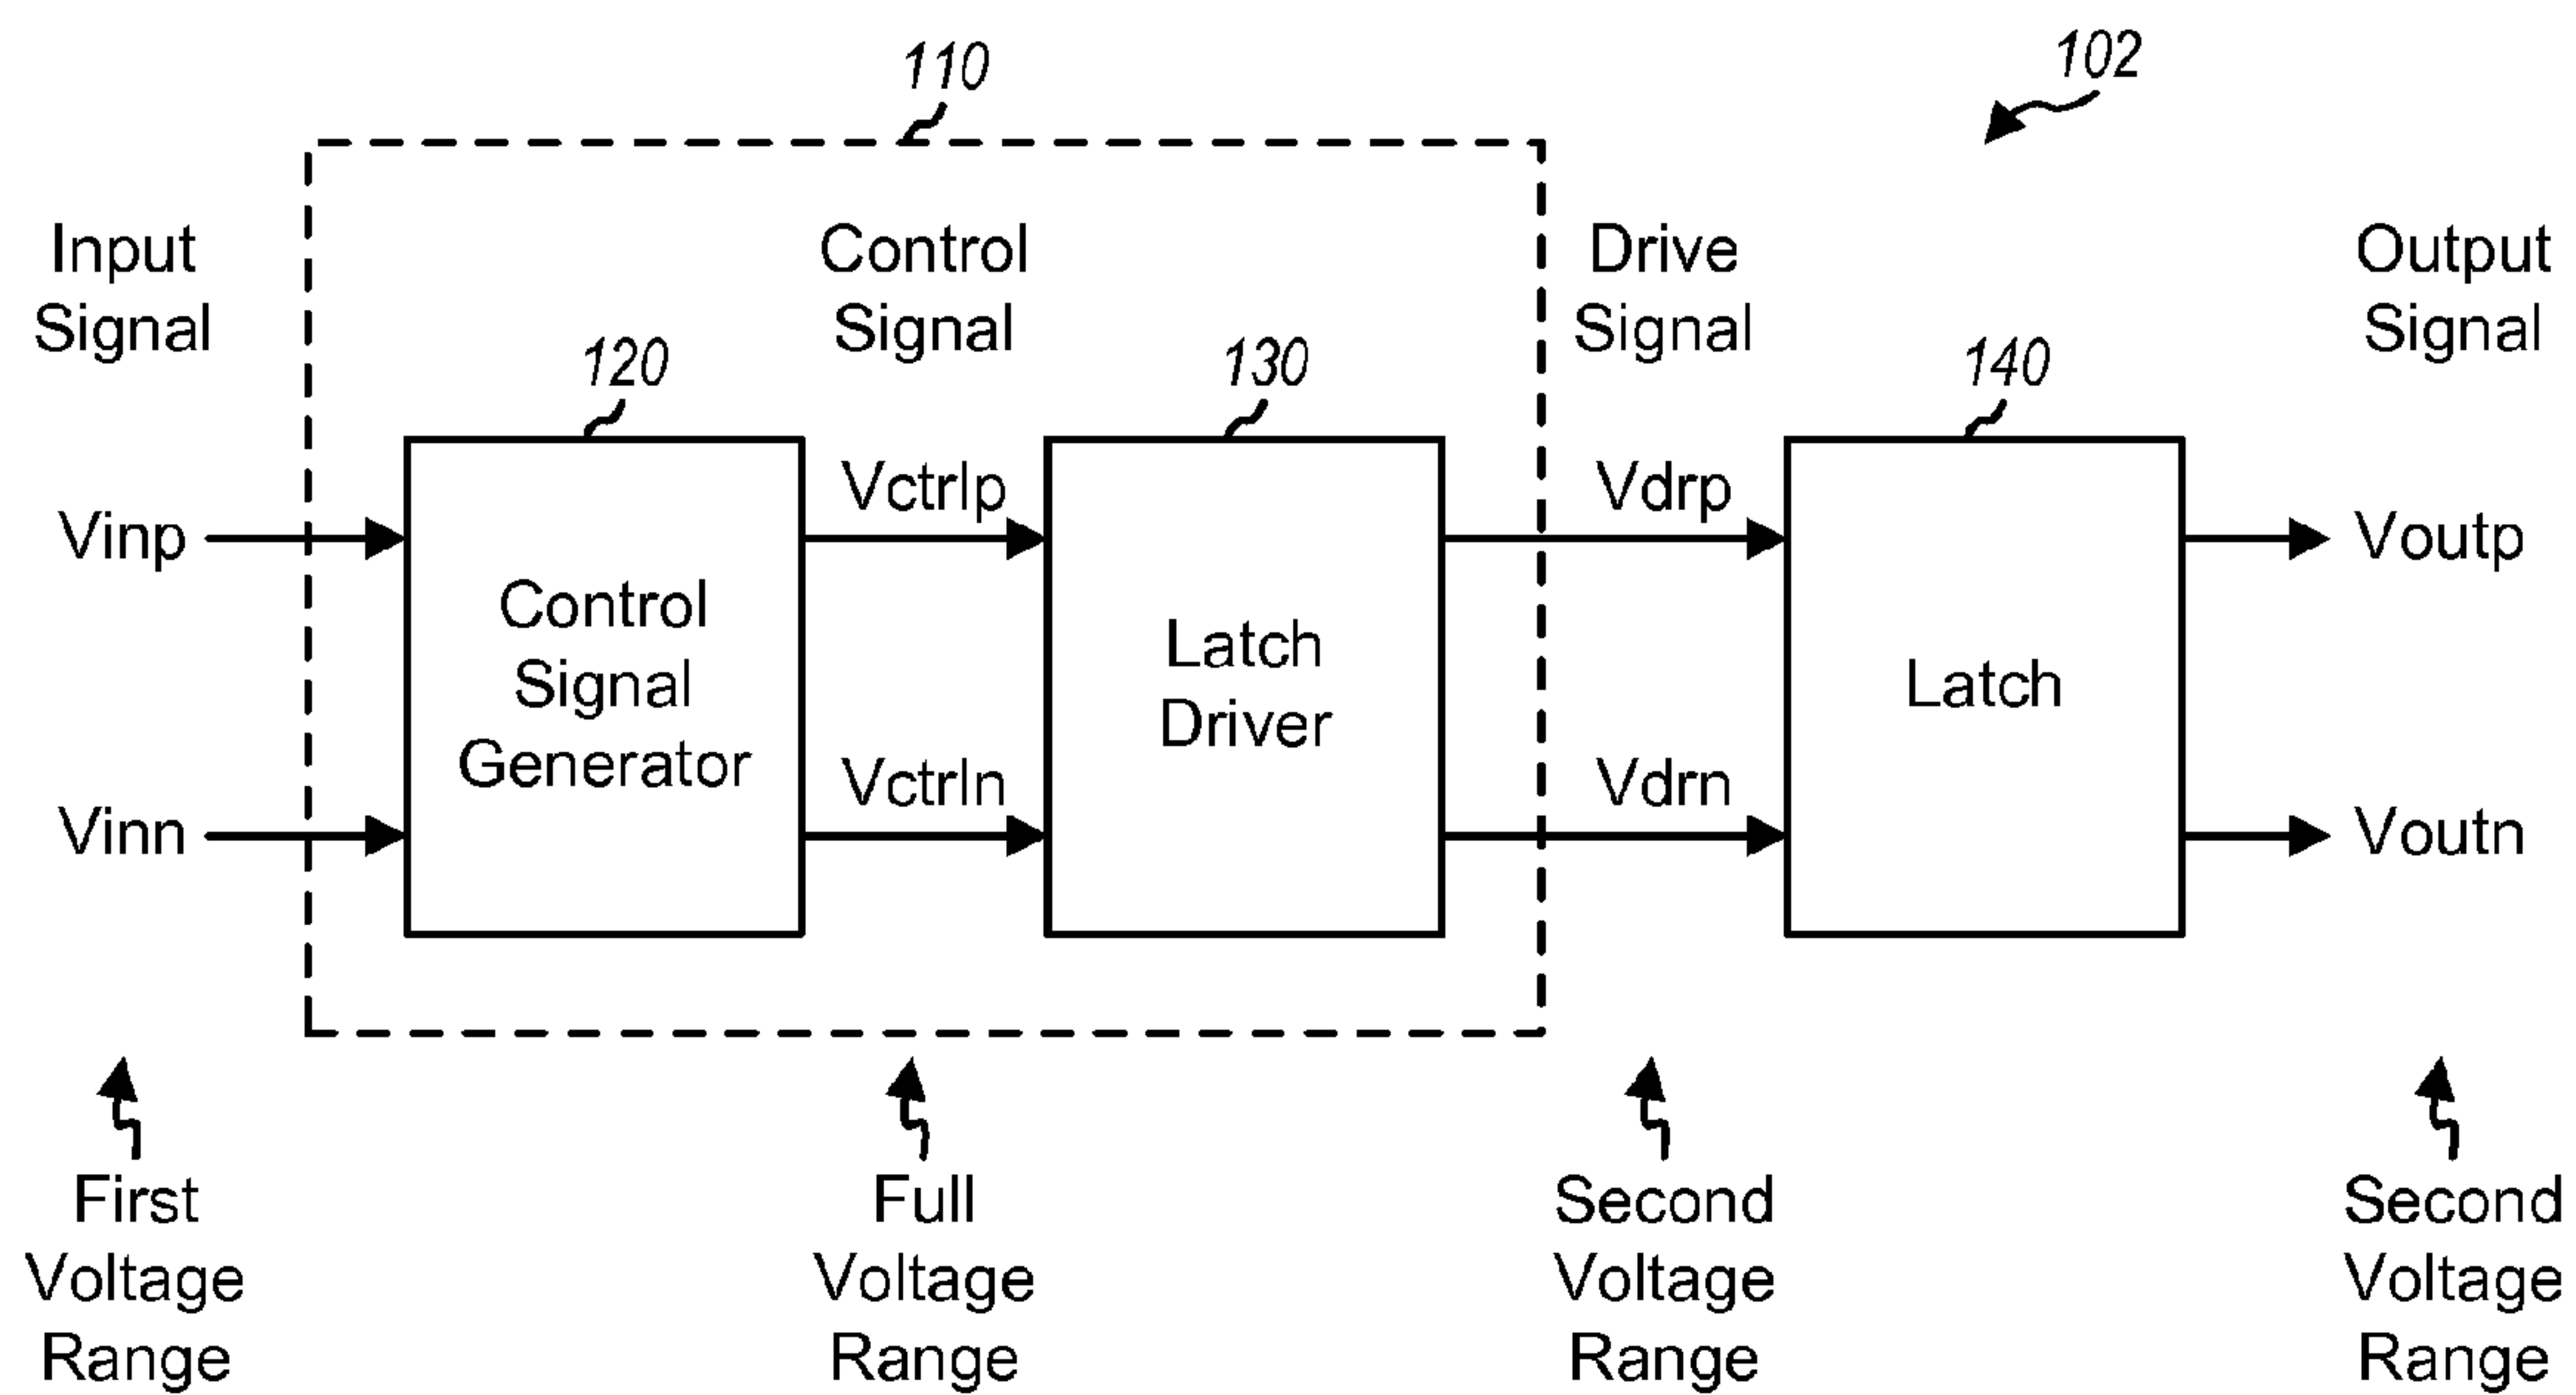 110
102
Input
Signal
Control
Signal
Drive
Signal
Output
Signal
120
130
140
Vinp
Vctrlp
Vdrp
Voutp
Control
Signal
Generator
Latch
Driver
Latch
Vinn
Vctrln
Vdrn
Voutn
First
Voltage
Range
Full
Voltage
Range
Second
Voltage
Range
Second
Voltage
Range